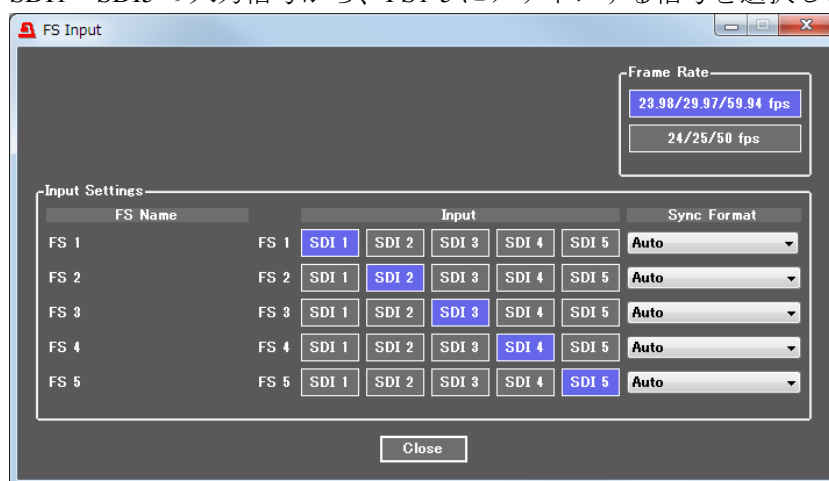 FS Input
Frame Rate
23.98/29.97/59.94 fps
24/25/50 fps
Input Settings
FS Name Input Sync Format
FS 1 FS 1 SDI 1 SDI 2 SDI 3 SDI 4 SDI 5 Auto
FS 2 FS 2 SDI 1 SDI 2 SDI 3 SDI 4 SDI 5 Auto
FS 3 FS 3 SDI 1 SDI 2 SDI 3 SDI 4 SDI 5 Auto
FS 4 FS 4 SDI 1 SDI 2 SDI 3 SDI 4 SDI 5 Auto
FS 5 FS 5 SDI 1 SDI 2 SDI 3 SDI 4 SDI 5 Auto
Close